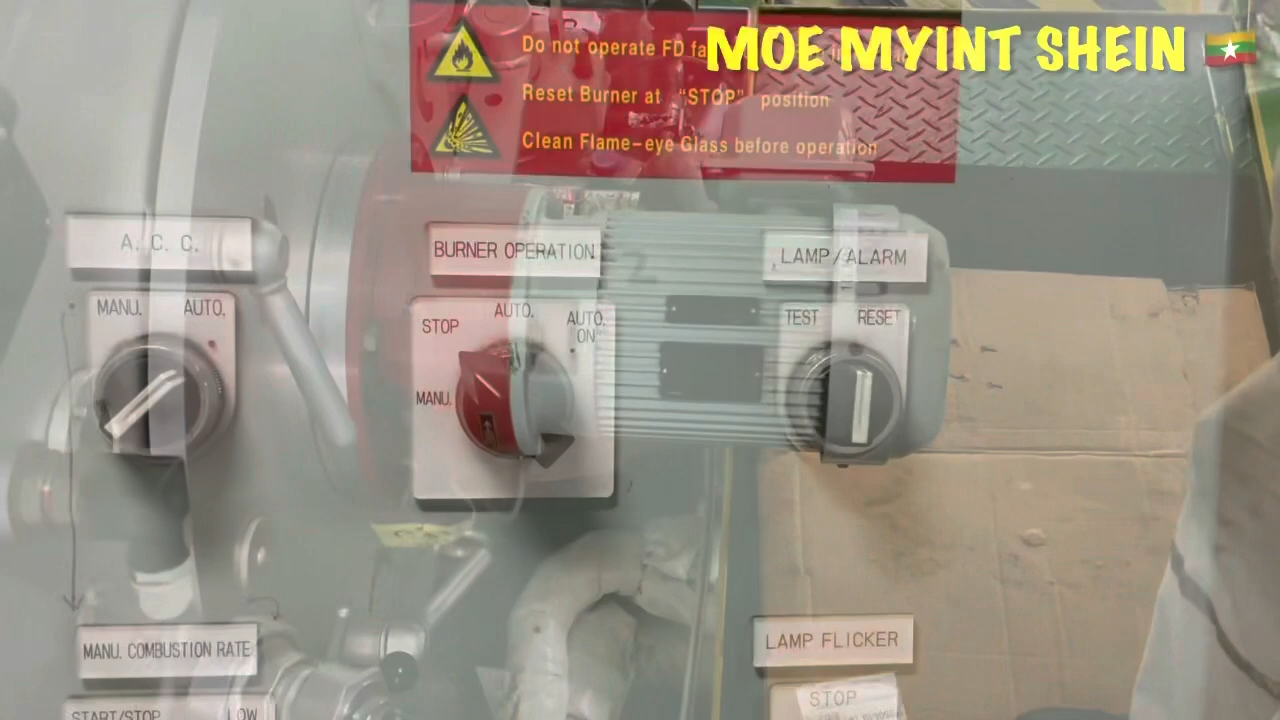 MOE MYINT SHEIN 🇲🇲
Do not operate FD fa
Reset Burner at "STOP" position
Clean Flame-eye Glass before operation
A. C. C.
BURNER OPERATION
LAMP/ALARM
MANU. AUTO.
STOP AUTO. AUTO. ON
MANU.
TEST RESET
MANU. COMBUSTION RATE
LAMP FLICKER
START/STOP LOW
STOP